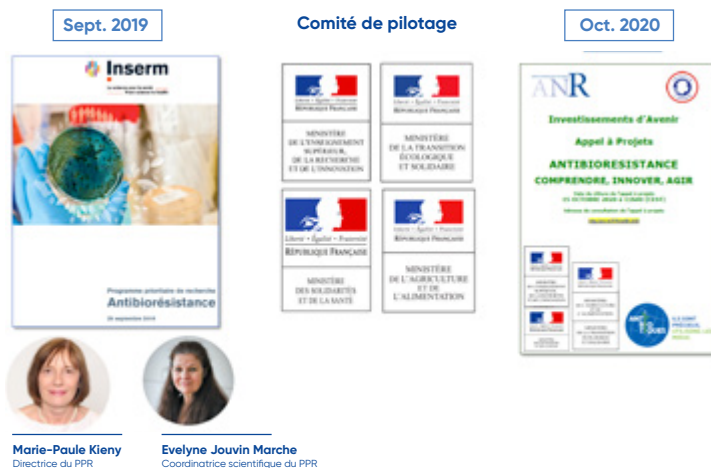 Sept. 2019
Inserm
Programme prioritaire de recherche
Antibiorésistance
Marie-Paule Kieny
Directrice du PPR
Evelyne Jouvin Marche
Coordinatrice scientifique du PPR
Comité de pilotage
Liberté • Égalité • Fraternité
RÉPUBLIQUE FRANÇAISE
MINISTÈRE
DE L'ENSEIGNEMENT
SUPÉRIEUR,
DE LA RECHERCHE
ET DE L'INNOVATION
Liberté • Égalité • Fraternité
RÉPUBLIQUE FRANÇAISE
MINISTÈRE
DE LA TRANSITION
ÉCOLOGIQUE
ET SOLIDAIRE
Liberté • Égalité • Fraternité
RÉPUBLIQUE FRANÇAISE
MINISTÈRE
DES SOLIDARITÉS
ET DE LA SANTÉ
Liberté • Égalité • Fraternité
RÉPUBLIQUE FRANÇAISE
MINISTÈRE
DE L'AGRICULTURE
ET DE
L'ALIMENTATION
Oct. 2020
ANR
Investissements d'Avenir
Appel à Projets
ANTIBIORESISTANCE
COMPRENDRE, INNOVER, AGIR